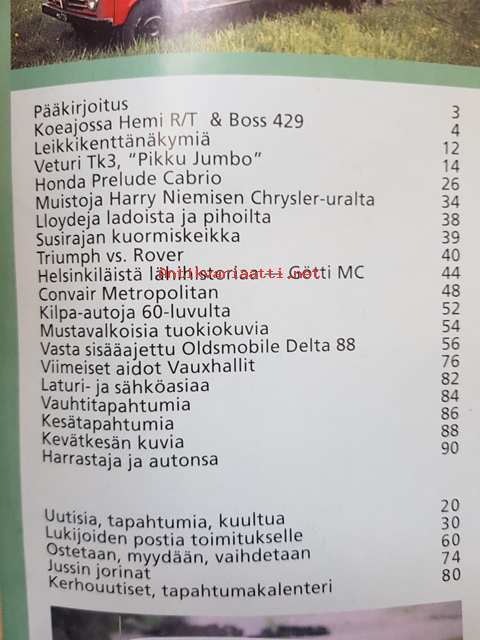 Pääkirjoitus 3
Koeajossa Hemi R/T & Boss 429 4
Leikkikenttänäkymiä 12
Veturi Tk3, "Pikku Jumbo" 14
Honda Prelude Cabrio 26
Muistoja Harry Niemisen Chrysler-uralta 34
Lloydeja ladoista ja pihoilta 38
Susirajan kuormiskeikka 39
Triumph vs. Rover 40
Helsinkiläistä lähihistoriaa — Götti MC 44
Convair Metropolitan 48
Kilpa-autoja 60-luvulta 52
Mustavalkoisia tuokiokuvia 54
Vasta sisääajettu Oldsmobile Delta 88 56
Viimeiset aidot Vauxhallit 76
Laturi- ja sähköasiaa 82
Vauhtitapahtumia 84
Kesätapahtumia 86
Kevätkesän kuvia 88
Harrastaja ja autonsa 90
Uutisia, tapahtumia, kuultua 20
Lukijoiden postia toimitukselle 30
Ostetaan, myydään, vaihdetaan 60
Jussin jorinat 74
Kerhouutiset, tapahtumakalenteri 80